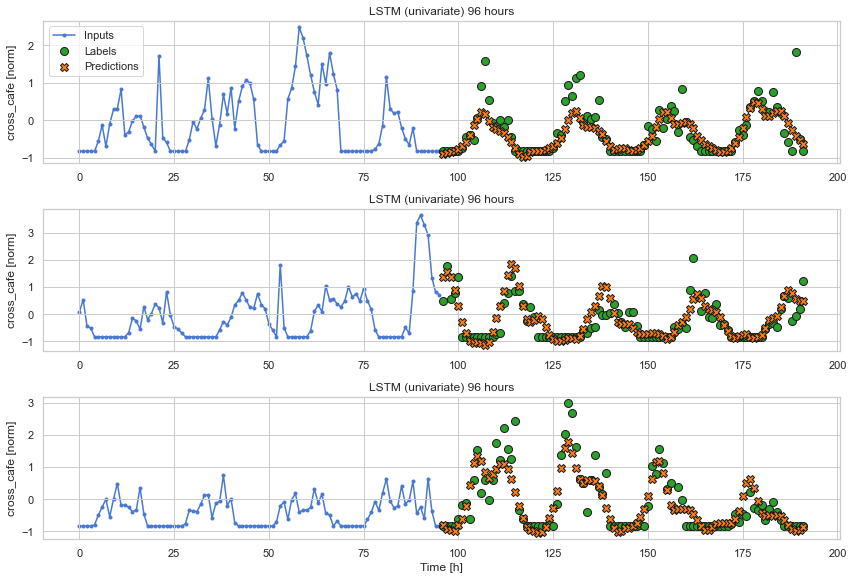 LSTM (univariate) 96 hours
Inputs
Labels
Predictions
cross_cafe [norm]
2
1
0
−1
0 25 50 75 100 125 150 175 200
LSTM (univariate) 96 hours
cross_cafe [norm]
3
2
1
0
−1
0 25 50 75 100 125 150 175 200
LSTM (univariate) 96 hours
cross_cafe [norm]
3
2
1
0
−1
0 25 50 75 100 125 150 175 200
Time [h]